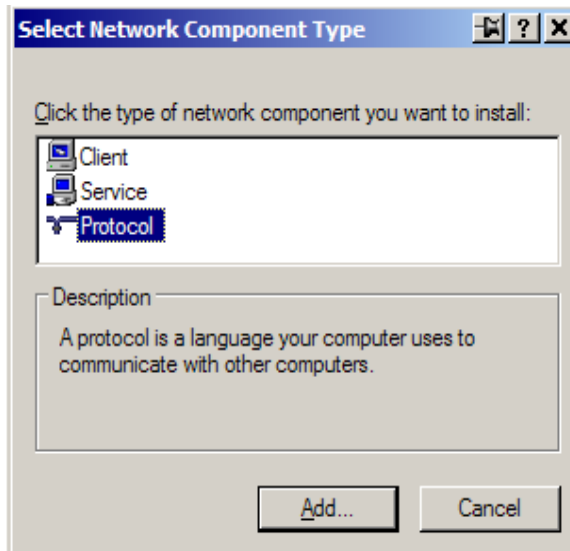 Select Network Component Type
?
Click the type of network component you want to install:
Client
Service
Protocol
Description
A protocol is a language your computer uses to
communicate with other computers.
Add... Cancel